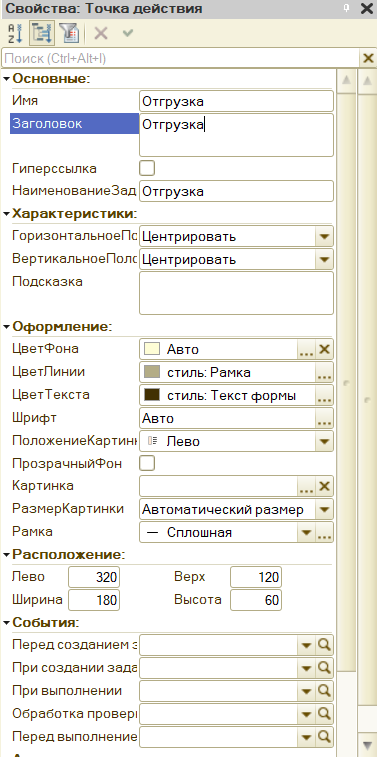 Свойства: Точка действия
Поиск (Ctrl+Alt+I)
Основные:
Имя Отгрузка
Заголовок Отгрузка
Гиперссылка
НаименованиеЗад Отгрузка
Характеристики:
ГоризонтальноеПо Центрировать
ВертикальноеПоло Центрировать
Подсказка
Оформление:
ЦветФона Авто ...
ЦветЛинии стиль: Рамка ...
ЦветТекста стиль: Текст формы ...
Шрифт Авто ...
ПоложениеКартинк Лево
ПрозрачныйФон
Картинка ...
РазмерКартинки Автоматический размер
Рамка Сплошная ...
Расположение:
Лево 320 Верх 120
Ширина 180 Высота 60
События:
Перед созданием з
При создании зада
При выполнении
Обработка провер
Перед выполнение